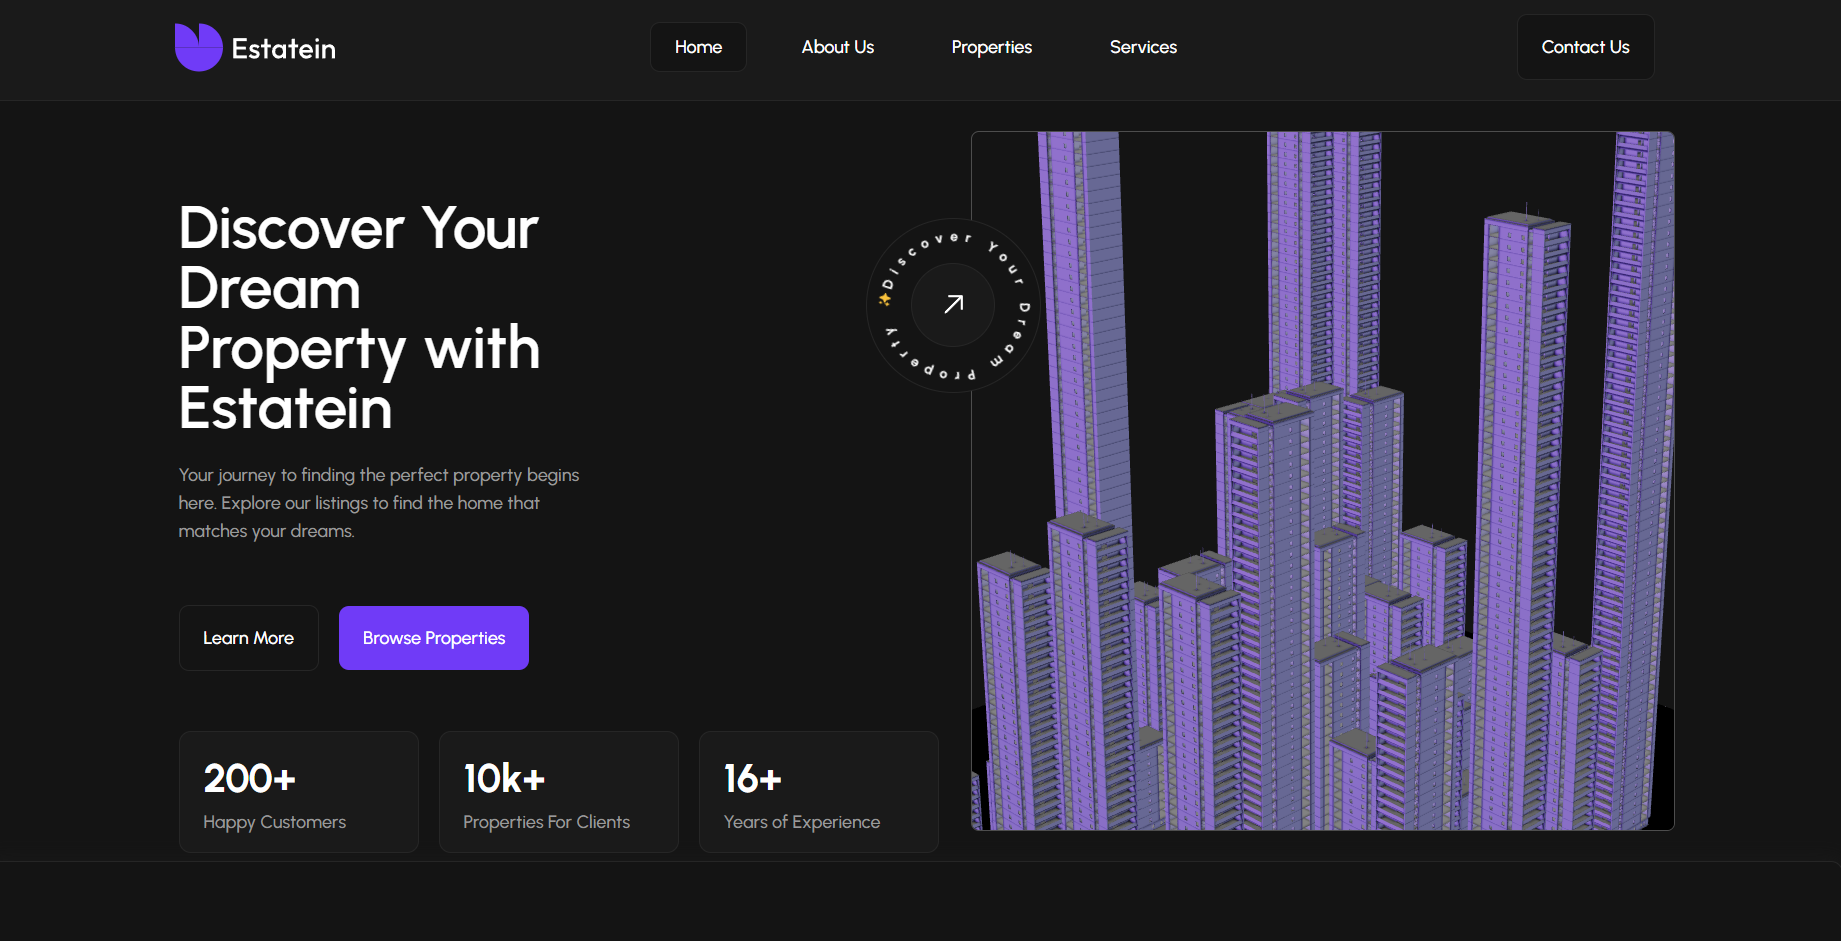 Estatein
Home
About Us
Properties
Services
Contact Us
Discover Your
Dream
Property with
Estatein
✨Discover Your Dream Property
Your journey to finding the perfect property begins
here. Explore our listings to find the home that
matches your dreams.
Learn More
Browse Properties
200+
Happy Customers
10k+
Properties For Clients
16+
Years of Experience